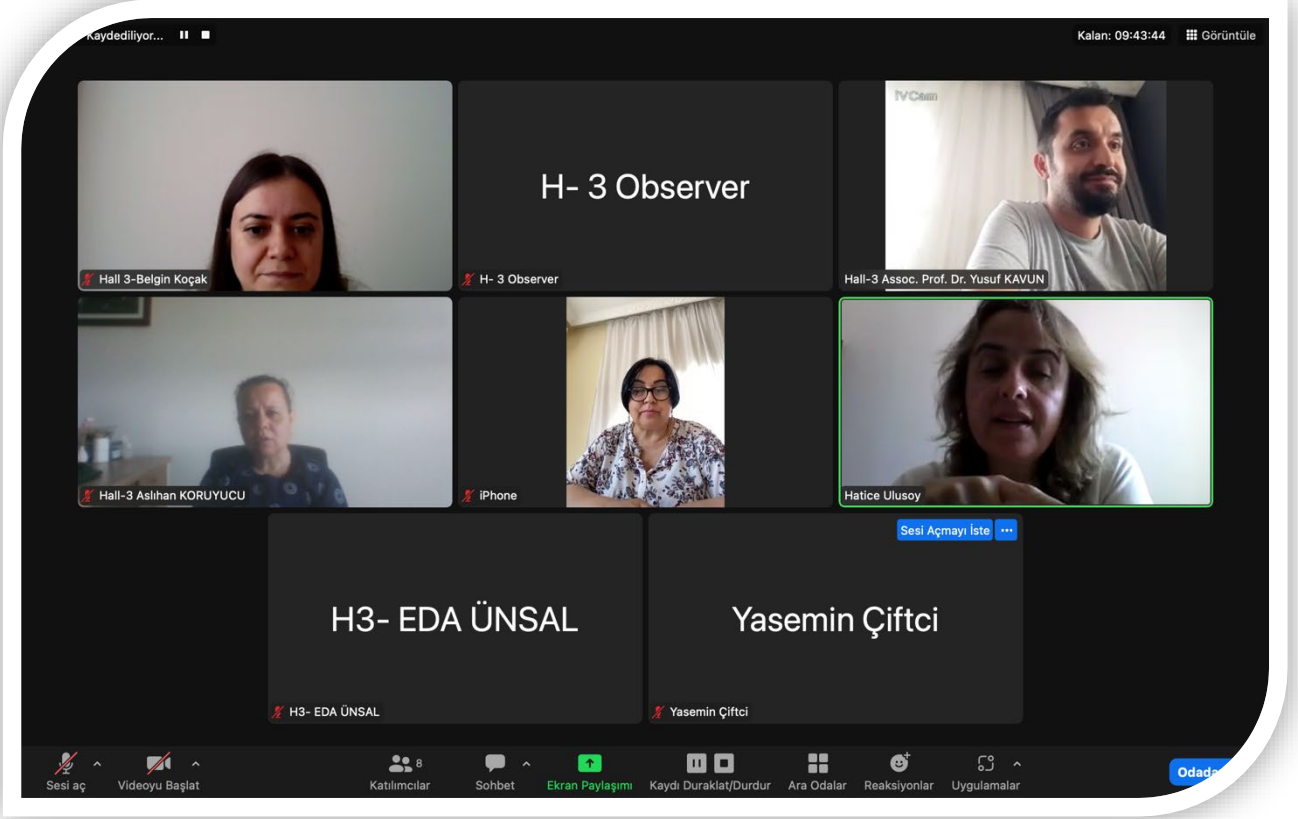 Kaydediliyor...
Kalan: 09:43:44
Görüntüle
iVCam
H- 3 Observer
Hall 3-Belgin Koçak
H- 3 Observer
Hall-3 Assoc. Prof. Dr. Yusuf KAVUN
Hall-3 Aslıhan KORUYUCU
iPhone
Hatice Ulusoy
Sesi Açmayı İste
H3- EDA ÜNSAL
Yasemin Çiftci
H3- EDA ÜNSAL
Yasemin Çiftci
8
Sesi aç
Videoyu Başlat
Katılımcılar
Sohbet
Ekran Paylaşımı
Kaydı Duraklat/Durdur
Ara Odalar
Reaksiyonlar
Uygulamalar